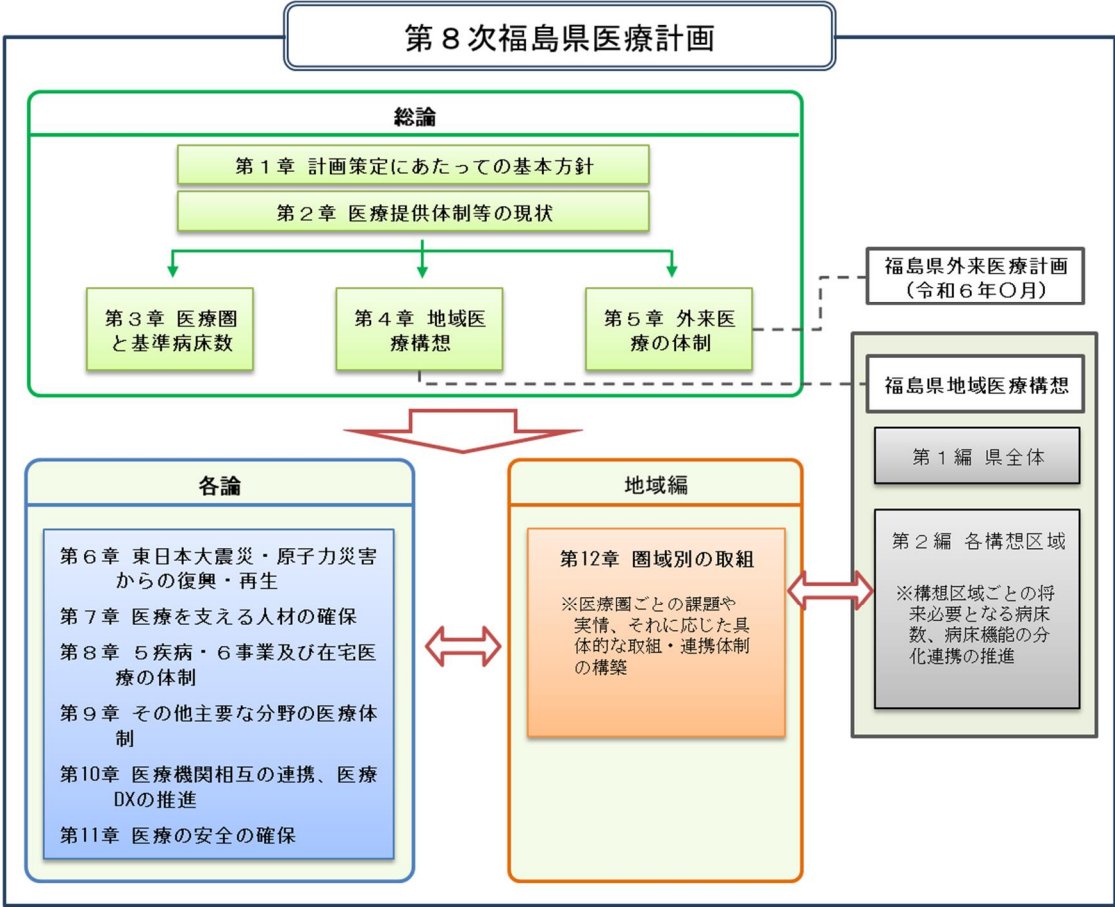 第８次福島県医療計画
総論
第１章 計画策定にあたっての基本方針
第２章 医療提供体制等の現状
第３章 医療圏
と基準病床数
第４章 地域医
療構想
第５章 外来医
療の体制
福島県外来医療計画
（令和６年〇月）
福島県地域医療構想
第１編 県全体
第２編 各構想区域
※構想区域ごとの将
来必要となる病床
数、病床機能の分
化連携の推進
各論
第６章 東日本大震災・原子力災害
からの復興・再生
第７章 医療を支える人材の確保
第８章 ５疾病・６事業及び在宅医
療の体制
第９章 その他主要な分野の医療体
制
第10章 医療機関相互の連携、医療
DXの推進
第11章 医療の安全の確保
地域編
第12章 圏域別の取組
※医療圏ごとの課題や
実情、それに応じた具
体的な取組・連携体制
の構築